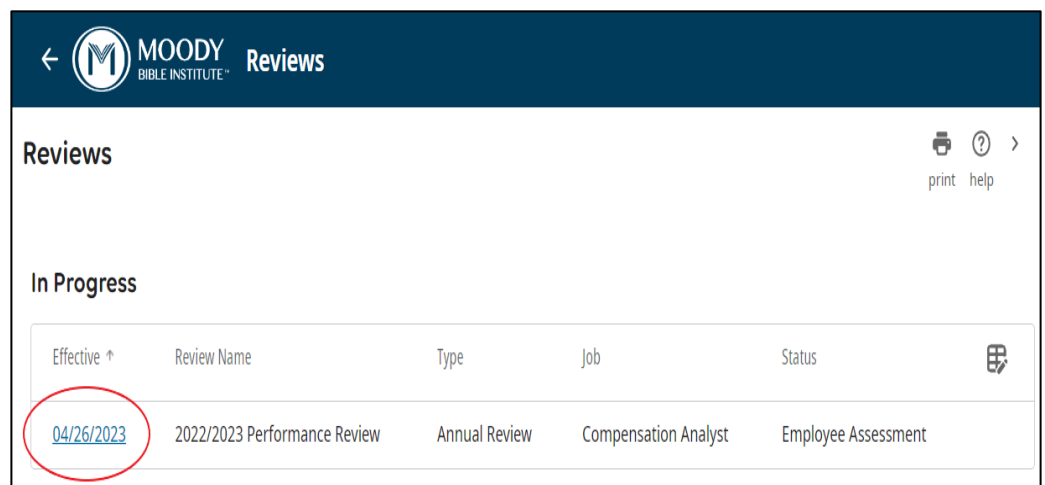 ← MOODY BIBLE INSTITUTE™ Reviews
Reviews
print help
In Progress
Effective ↑ Review Name Type Job Status
04/26/2023 2022/2023 Performance Review Annual Review Compensation Analyst Employee Assessment